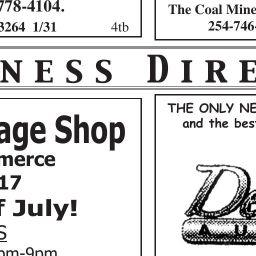 778-4104.
3264 1/31 4tb
The Coal Mine
254-746-
NESS DIRE
age Shop
merce
17
f July!
S
pm-9pm
THE ONLY NE
and the bes
De
A U